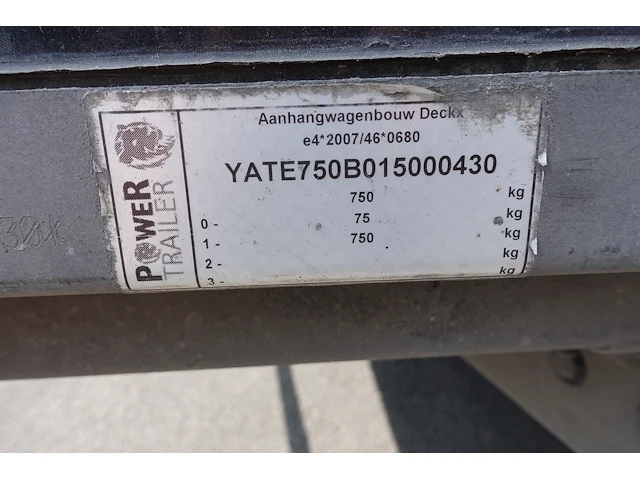 Aanhangwagenbouw Deckx
e4*2007/46*0680
YATE750B015000430
750 kg
0 - 75 kg
1 - 750 kg
2 - kg
3 - kg
POWER
TRAILER
30*